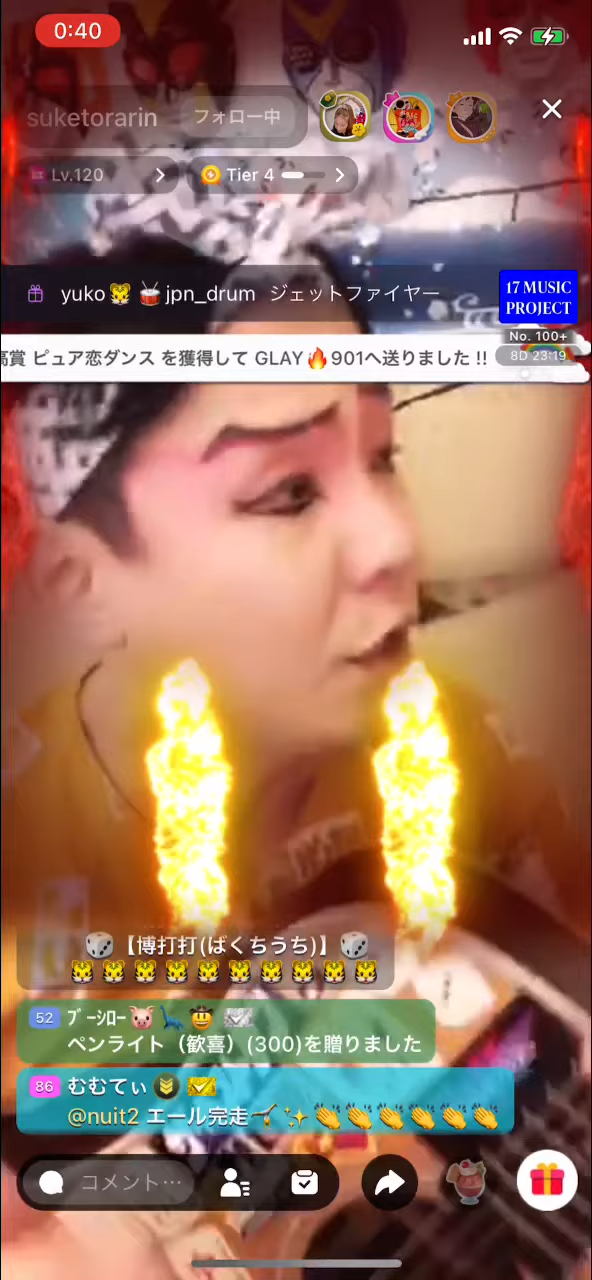 0:40
suketorarin フォロー中
Lv.120
Tier 4
yuko🐯🥁jpn_drum ジェットファイヤー
17 MUSIC
PROJECT
No. 100+
高賞 ピュア恋ダンス を獲得して GLAY🔥901へ送りました !!
8D 23:19
🎲【博打打(ばくちうち)】🎲
🐯🐯🐯🐯🐯🐯🐯🐯🐯🐯
52 ブーシロー🐷🦕🤠
ペンライト（歓喜）(300)を贈りました
86 むむてぃ
@nuit2 エール完走🎺✨👏👏👏👏👏👏
コメント…